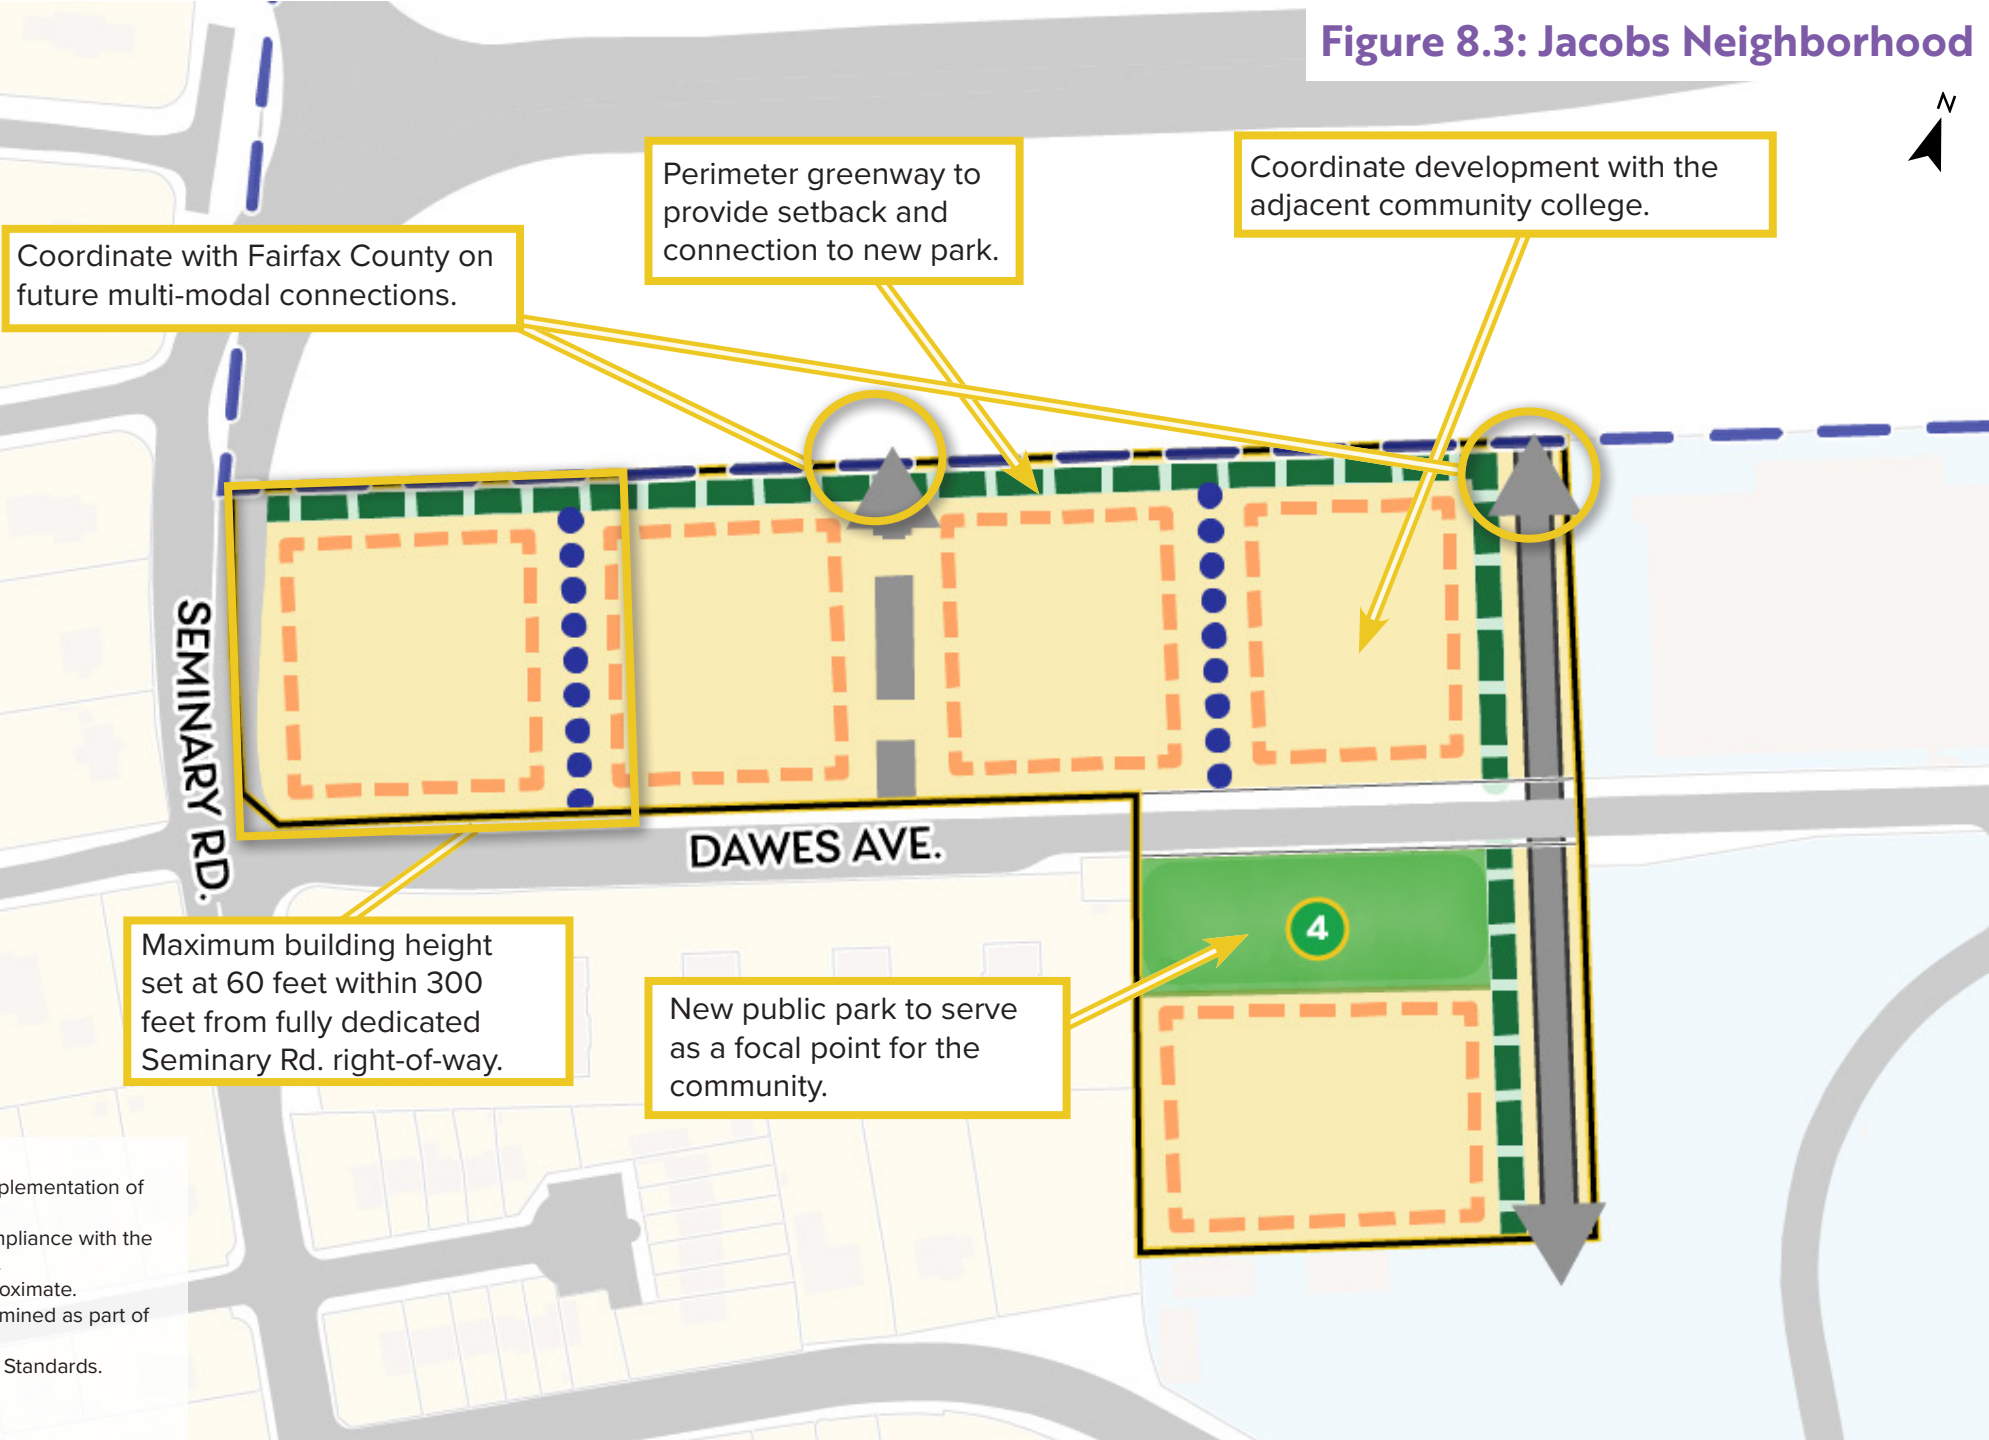 Figure 8.3: Jacobs Neighborhood
N
Coordinate development with the
adjacent community college.
Perimeter greenway to
provide setback and
connection to new park.
Coordinate with Fairfax County on
future multi-modal connections.
SEMINARY RD.
DAWES AVE.
4
Maximum building height
set at 60 feet within 300
feet from fully dedicated
Seminary Rd. right-of-way.
New public park to serve
as a focal point for the
community.
plementation of
mpliance with the
oximate.
mined as part of
Standards.